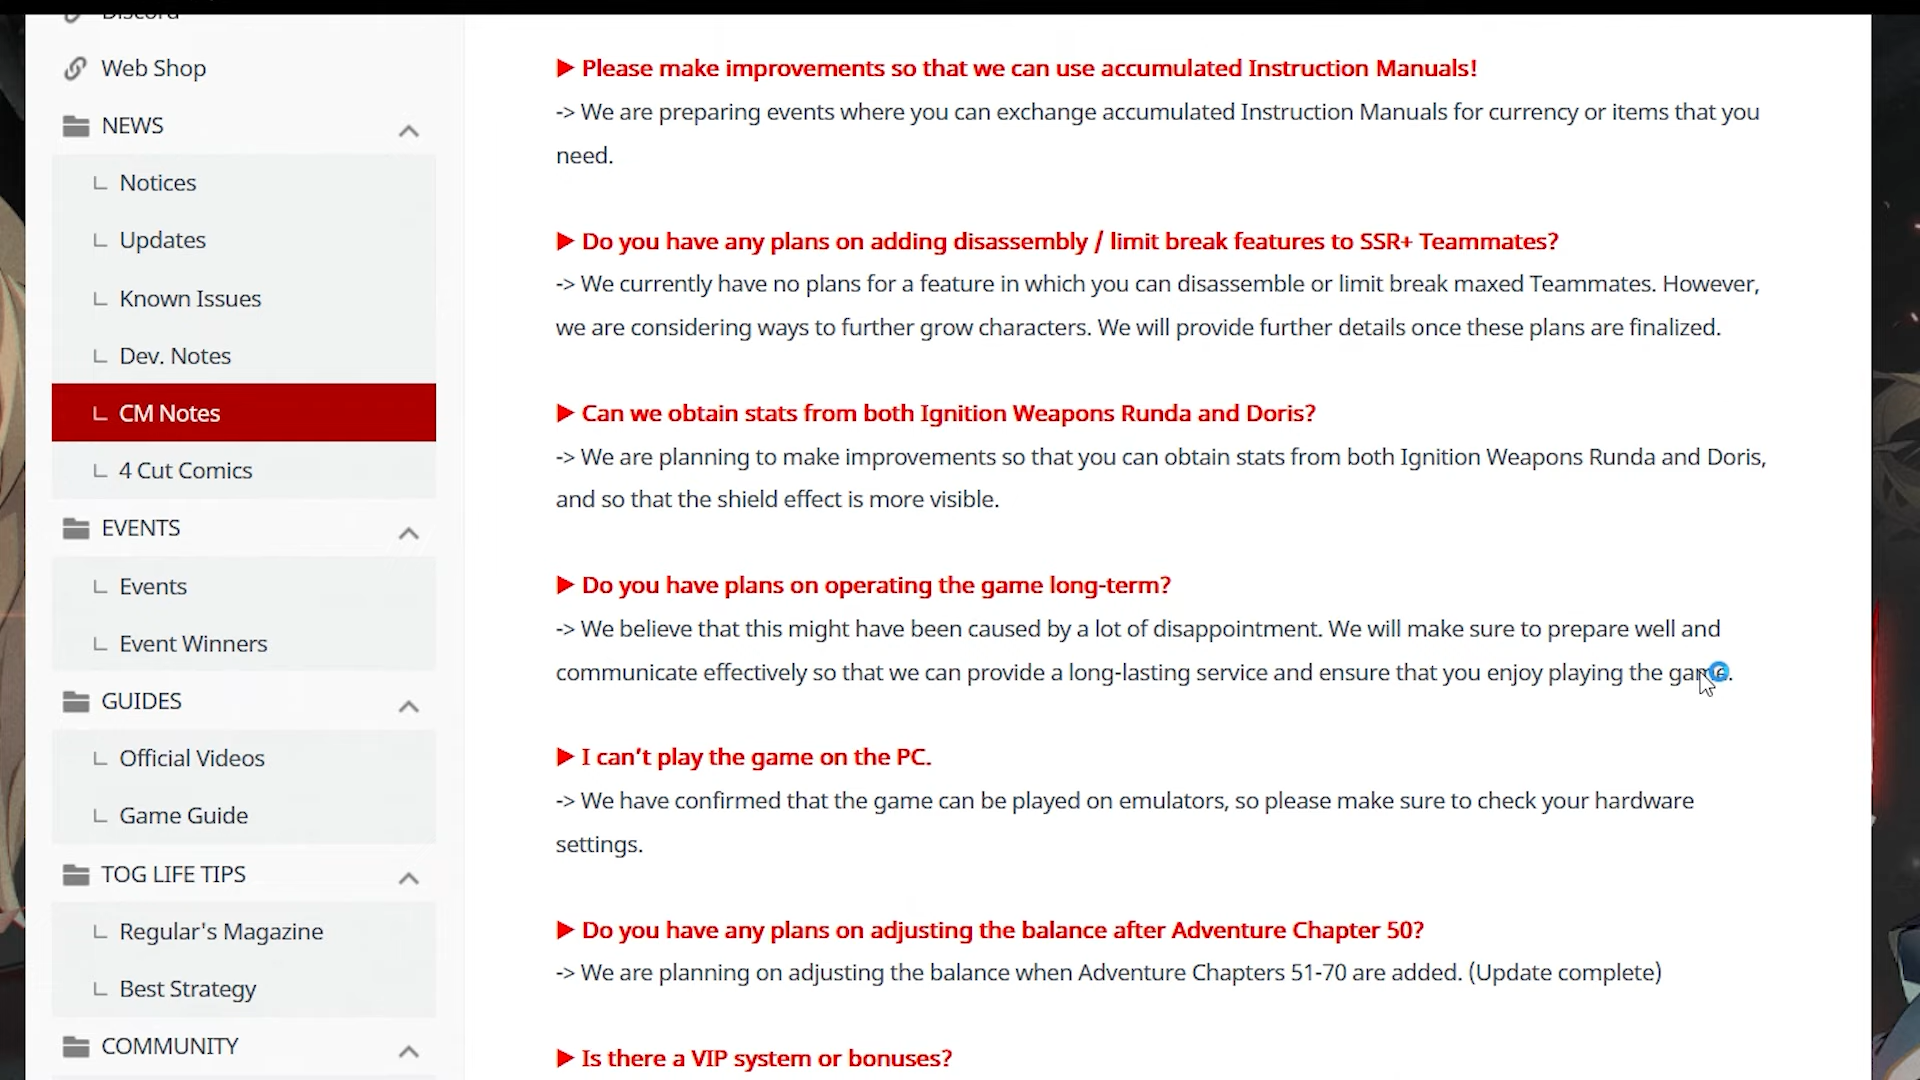 Discord
Web Shop
NEWS
Notices
Updates
Known Issues
Dev. Notes
CM Notes
4 Cut Comics
EVENTS
Events
Event Winners
GUIDES
Official Videos
Game Guide
TOG LIFE TIPS
Regular's Magazine
Best Strategy
COMMUNITY
▶ Please make improvements so that we can use accumulated Instruction Manuals!
-> We are preparing events where you can exchange accumulated Instruction Manuals for currency or items that you
need.
▶ Do you have any plans on adding disassembly / limit break features to SSR+ Teammates?
-> We currently have no plans for a feature in which you can disassemble or limit break maxed Teammates. However,
we are considering ways to further grow characters. We will provide further details once these plans are finalized.
▶ Can we obtain stats from both Ignition Weapons Runda and Doris?
-> We are planning to make improvements so that you can obtain stats from both Ignition Weapons Runda and Doris,
and so that the shield effect is more visible.
▶ Do you have plans on operating the game long-term?
-> We believe that this might have been caused by a lot of disappointment. We will make sure to prepare well and
communicate effectively so that we can provide a long-lasting service and ensure that you enjoy playing the game.
▶ I can’t play the game on the PC.
-> We have confirmed that the game can be played on emulators, so please make sure to check your hardware
settings.
▶ Do you have any plans on adjusting the balance after Adventure Chapter 50?
-> We are planning on adjusting the balance when Adventure Chapters 51-70 are added. (Update complete)
▶ Is there a VIP system or bonuses?